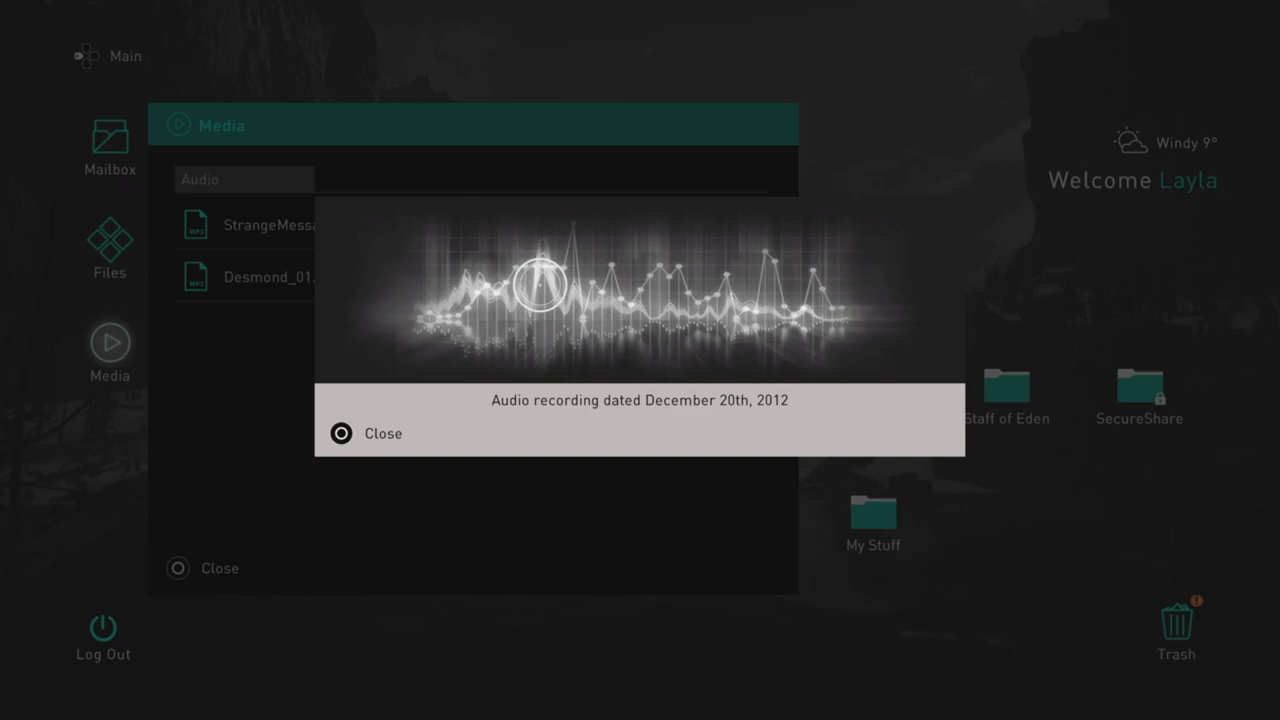 Main
Media
Windy 9°
Mailbox
Welcome Layla
Audio
StrangeMessa
Files
Desmond_01.
Media
Audio recording dated December 20th, 2012
Staff of Eden
SecureShare
Close
My Stuff
Close
Log Out
Trash